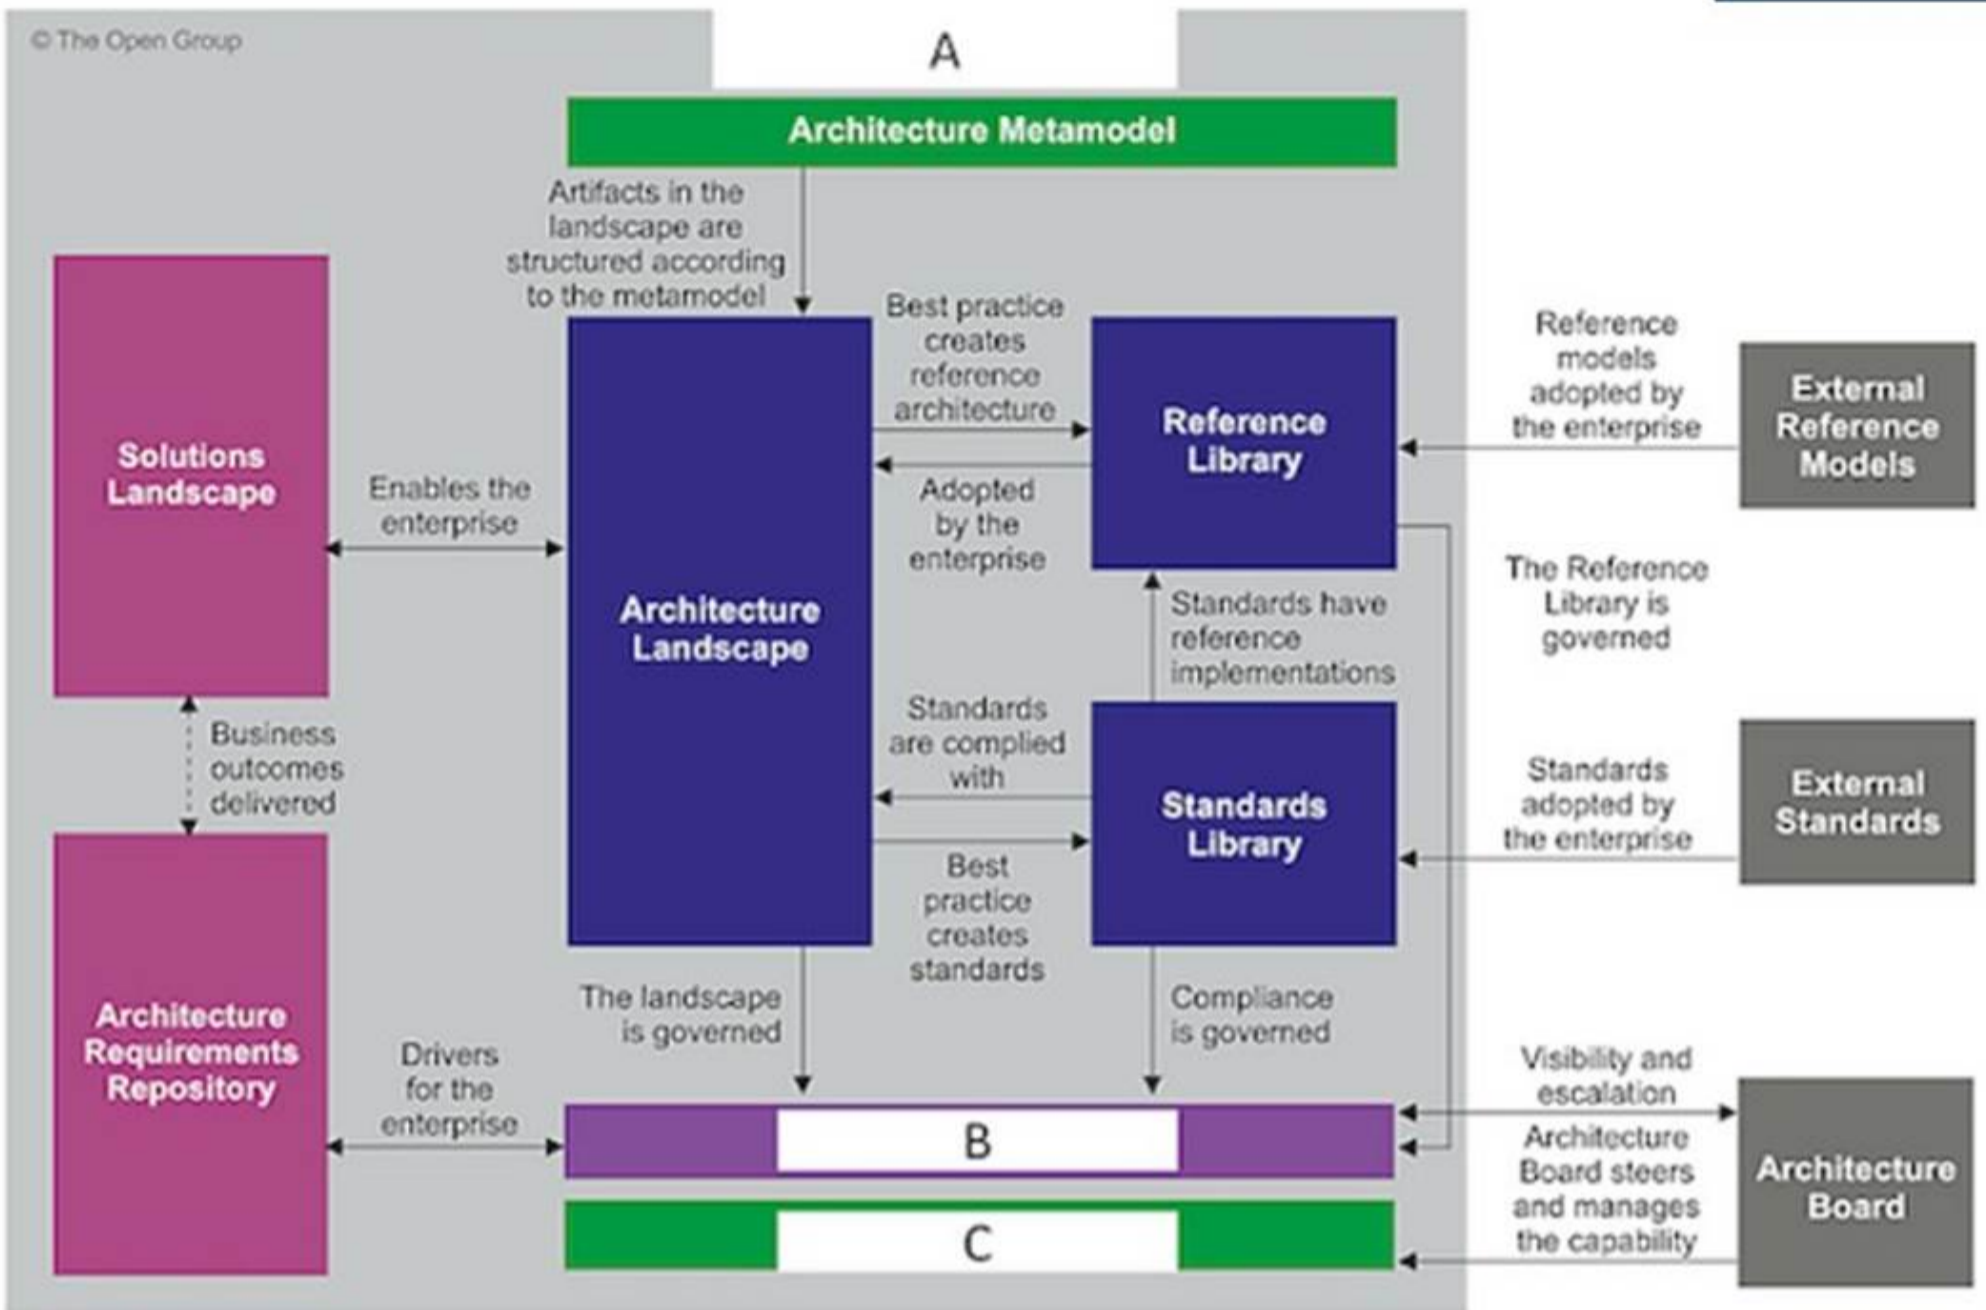 © The Open Group
A
Architecture Metamodel
Artifacts in the
landscape are
structured according
to the metamodel
Solutions
Landscape
Enables the
enterprise
Architecture
Landscape
Best practice
creates
reference
architecture
Adopted
by the
enterprise
Reference
Library
Reference
models
adopted by
the enterprise
External
Reference
Models
The Reference
Library is
governed
Standards have
reference
implementations
Business
outcomes
delivered
Standards
are complied
with
Best
practice
creates
standards
Standards
Library
Standards
adopted by
the enterprise
External
Standards
Architecture
Requirements
Repository
Drivers
for the
enterprise
The landscape
is governed
Compliance
is governed
B
C
Visibility and
escalation
Architecture
Board steers
and manages
the capability
Architecture
Board